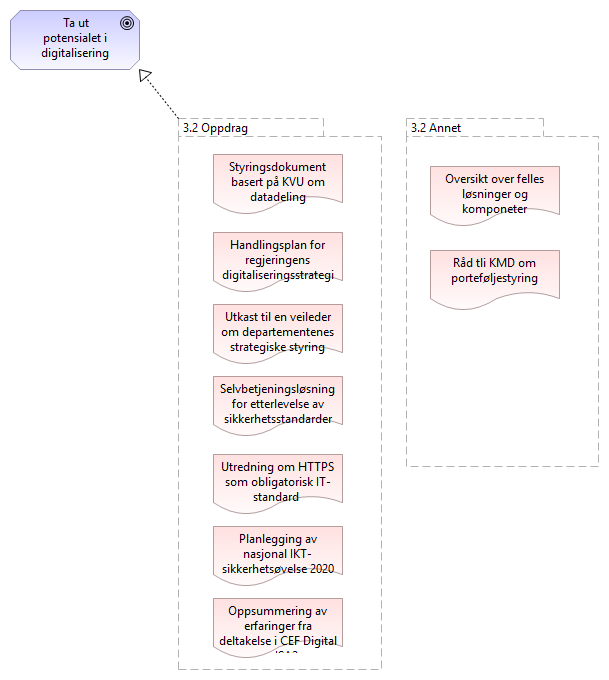 Ta ut
potensialet i
digitalisering
3.2 Oppdrag
Styringsdokument
basert på KVU om
datadeling
Handlingsplan for
regjeringens
digitaliseringsstrategi
Utkast til en veileder
om departementenes
strategiske styring
Selvbetjeningsløsning
for etterlevelse av
sikkerhetsstandarder
Utredning om HTTPS
som obligatorisk IT-
standard
Planlegging av
nasjonal IKT-
sikkerhetsøvelse 2020
Oppsummering av
erfaringer fra
deltakelse i CEF Digital
3.2 Annet
Oversikt over felles
løsninger og
komponeter
Råd tli KMD om
porteføljestyring